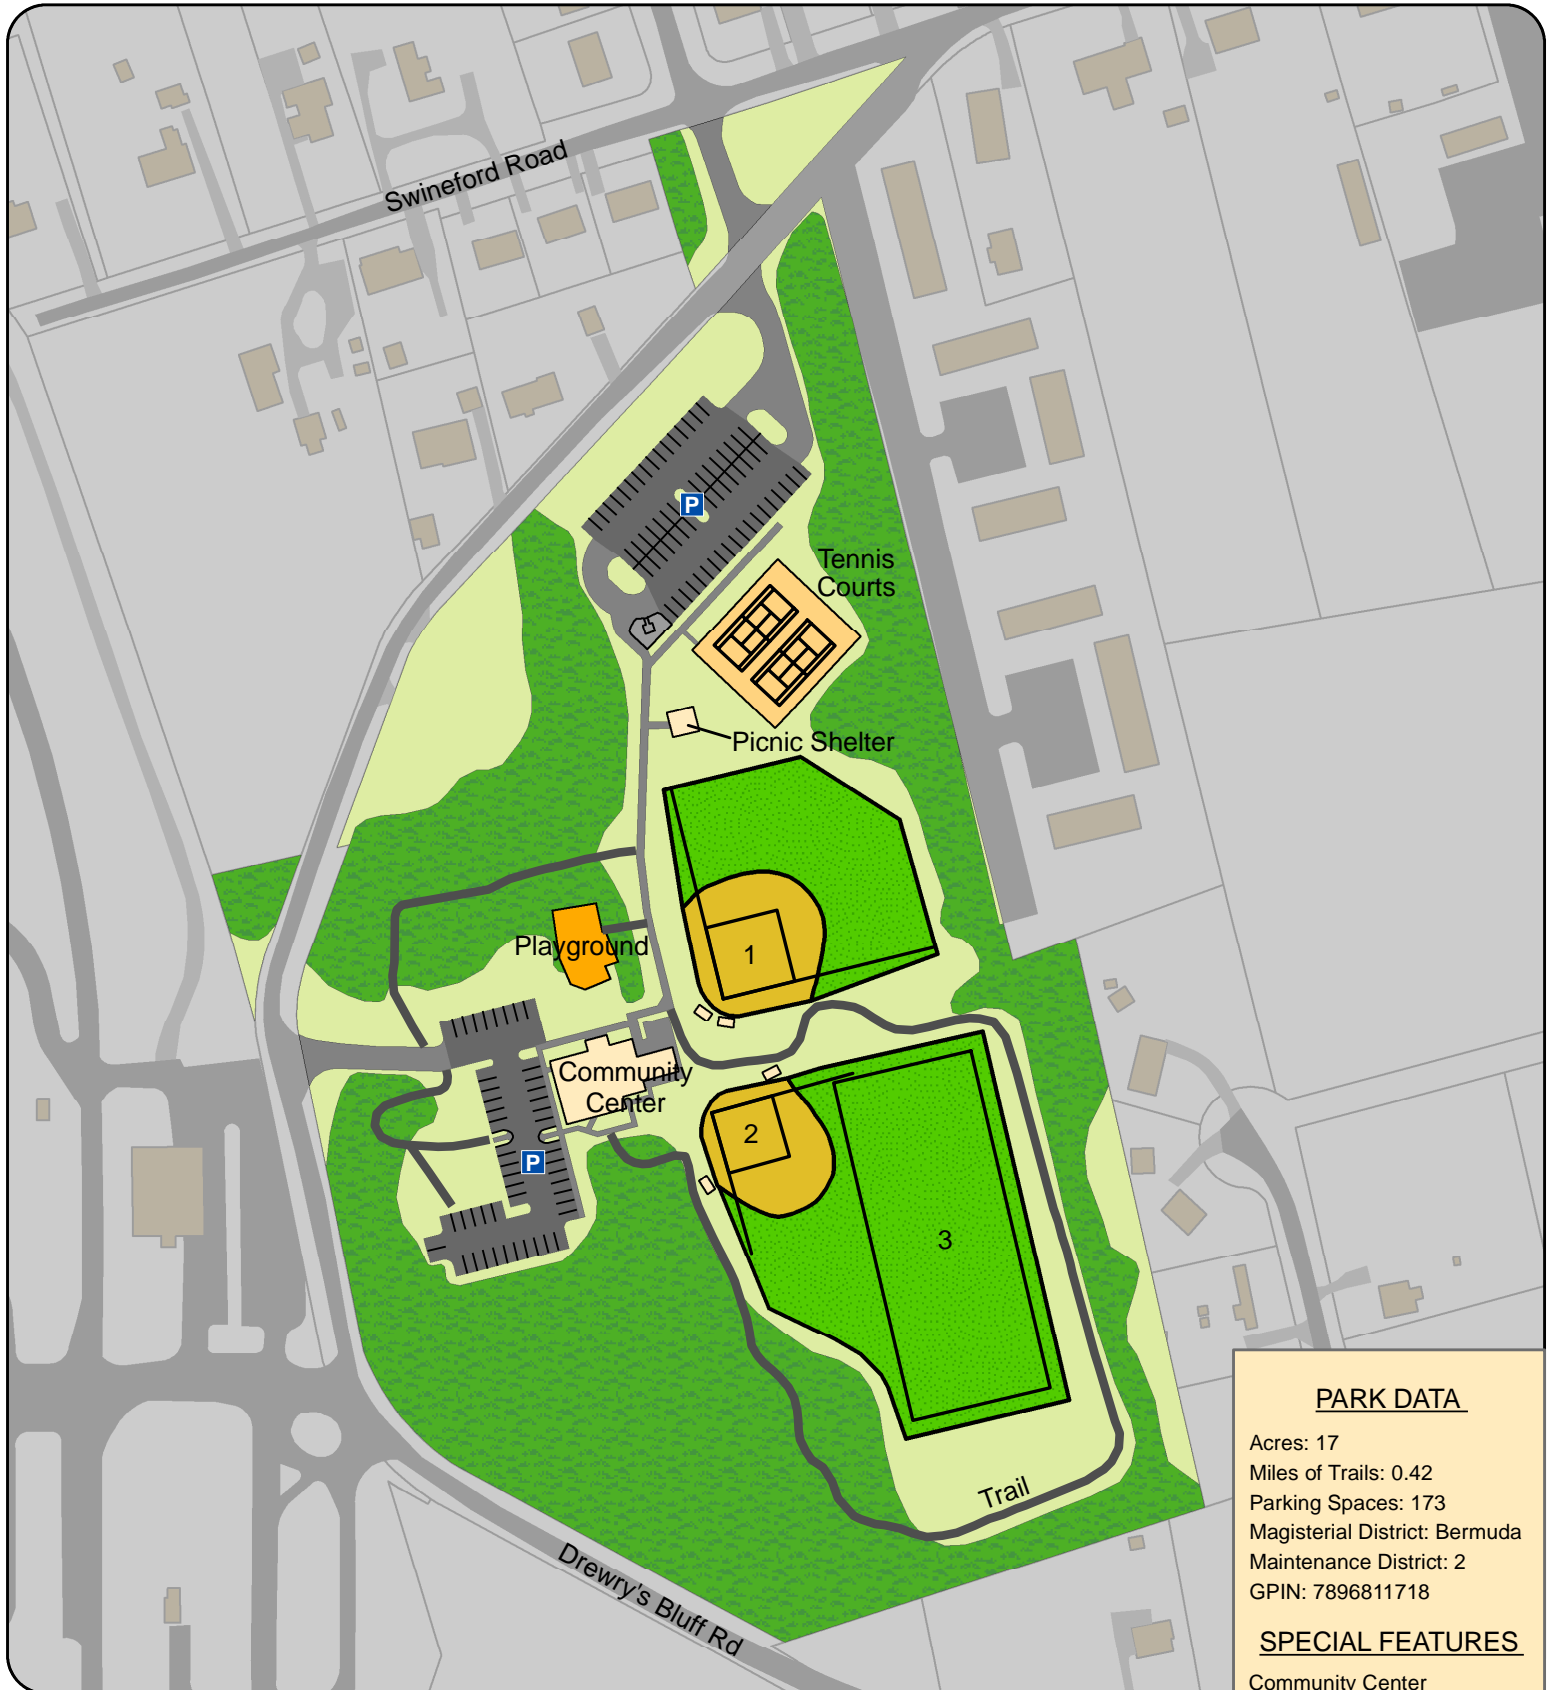 Swineford Road
P
Tennis
Courts
Picnic Shelter
1
Playground
Community
Center
2
P
3
Trail
Drewry's Bluff Rd
PARK DATA
Acres: 17
Miles of Trails: 0.42
Parking Spaces: 173
Magisterial District: Bermuda
Maintenance District: 2
GPIN: 7896811718
SPECIAL FEATURES
Community Center